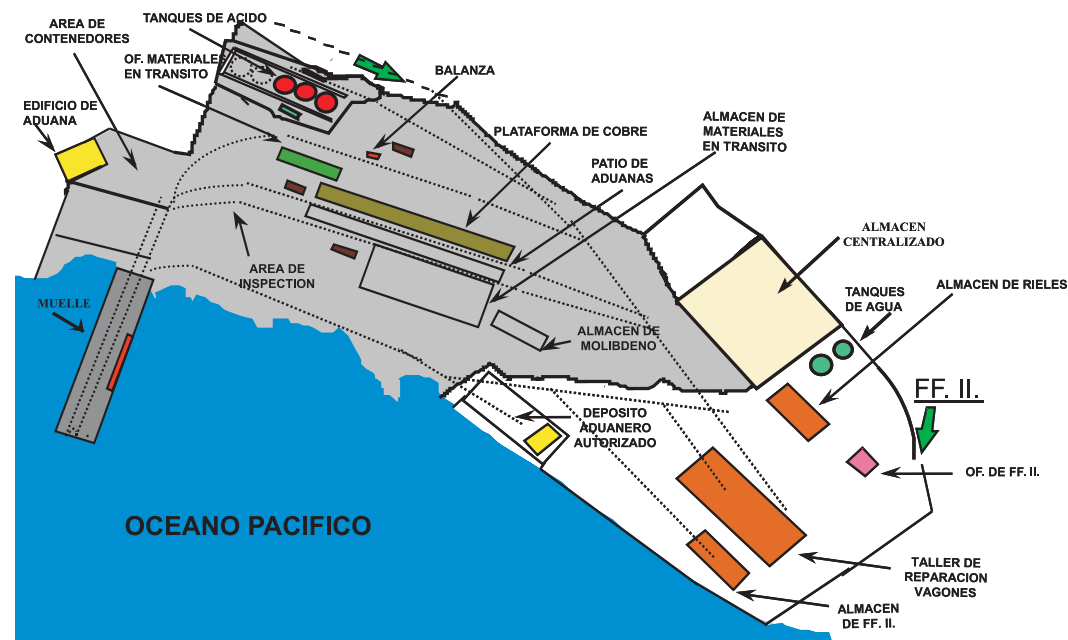 TANQUES DE ACIDO
AREA DE
CONTENEDORES
OF. MATERIALES
EN TRANSITO
BALANZA
EDIFICIO DE
ADUANA
PLATAFORMA DE COBRE
ALMACEN DE
MATERIALES
EN TRANSITO
PATIO DE
ADUANAS
ALMACEN
CENTRALIZADO
AREA DE
INSPECTION
MUELLE
TANQUES
DE AGUA
ALMACEN DE RIELES
ALMACEN DE
MOLIBDENO
FF. II.
DEPOSITO
ADUANERO
AUTORIZADO
OF. DE FF. II.
OCEANO PACIFICO
TALLER DE
REPARACION
VAGONES
ALMACEN
DE FF. II.